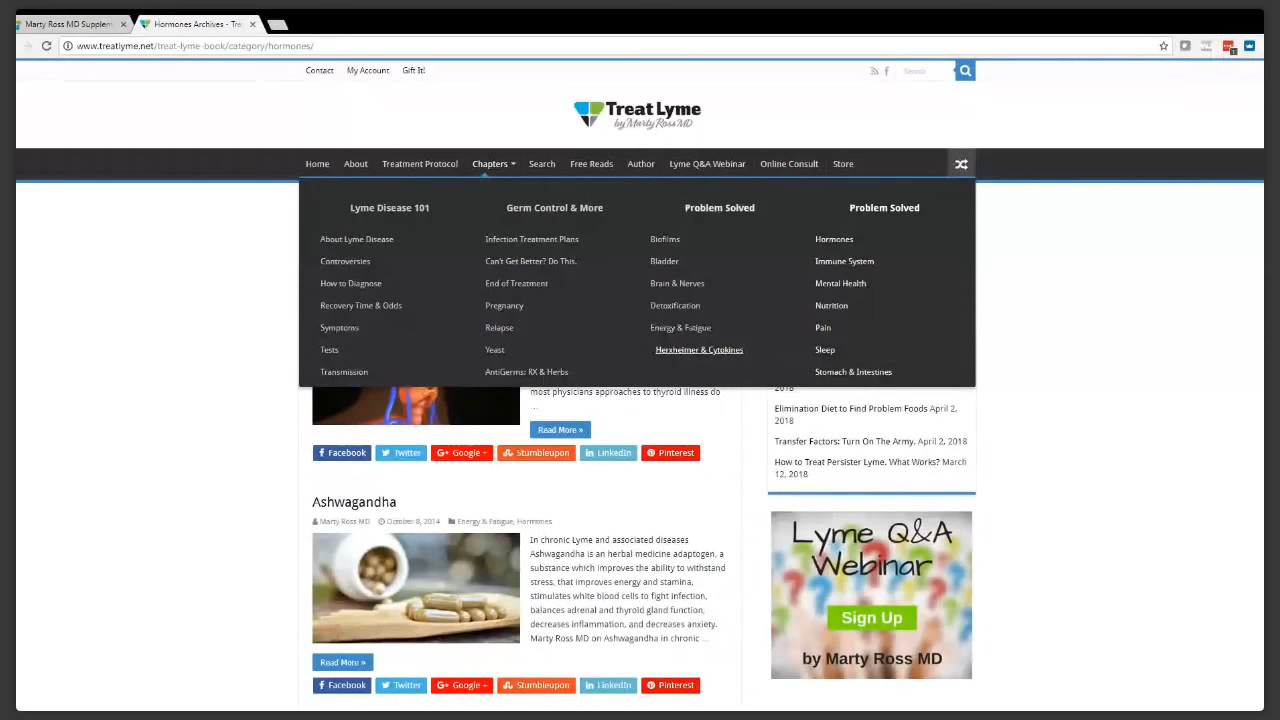 Marty Ross MD Supplem
Hormones Archives - Tre
www.treatlyme.net/treat-lyme-book/category/hormones/
Contact My Account Gift It!
Search
Treat Lyme
by Marty Ross MD
Home About Treatment Protocol Chapters Search Free Reads Author Lyme Q&A Webinar Online Consult Store
Lyme Disease 101
About Lyme Disease
Controversies
How to Diagnose
Recovery Time & Odds
Symptoms
Tests
Transmission
Germ Control & More
Infection Treatment Plans
Can't Get Better? Do This.
End of Treatment
Pregnancy
Relapse
Yeast
AntiGerms: RX & Herbs
Problem Solved
Biofilms
Bladder
Brain & Nerves
Detoxification
Energy & Fatigue
Herxheimer & Cytokines
Problem Solved
Hormones
Immune System
Mental Health
Nutrition
Pain
Sleep
Stomach & Intestines
most physicians approaches to thyroid illness do
...
Read More »
Facebook Twitter Google + Stumbleupon LinkedIn Pinterest
Ashwagandha
Marty Ross MD October 8, 2014 Energy & Fatigue, Hormones
In chronic Lyme and associated diseases
Ashwagandha is an herbal medicine adaptogen, a
substance which improves the ability to withstand
stress, that improves energy and stamina,
stimulates white blood cells to fight infection,
balances adrenal and thyroid gland function,
decreases inflammation, and decreases anxiety.
Marty Ross MD on Ashwagandha in chronic ...
Read More »
Facebook Twitter Google + Stumbleupon LinkedIn Pinterest
2018
Elimination Diet to Find Problem Foods April 2,
2018
Transfer Factors: Turn On The Army. April 2, 2018
How to Treat Persister Lyme. What Works? March
12, 2018
Lyme Q&A
Webinar
Sign Up
by Marty Ross MD